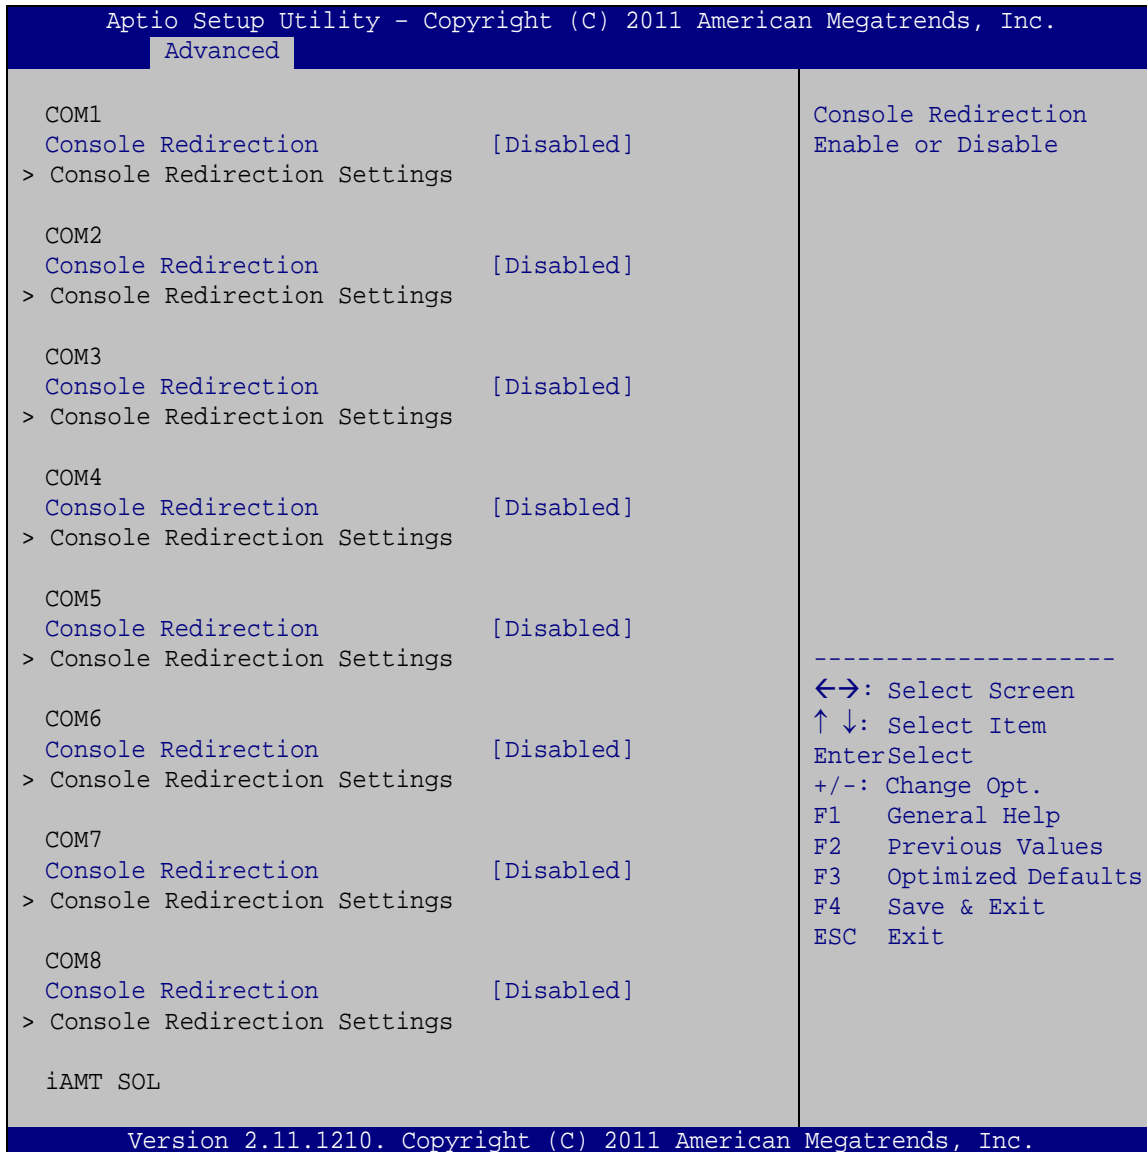 Aptio Setup Utility – Copyright (C) 2011 American Megatrends, Inc.
Advanced
COM1
Console Redirection [Disabled]
> Console Redirection Settings
COM2
Console Redirection [Disabled]
> Console Redirection Settings
COM3
Console Redirection [Disabled]
> Console Redirection Settings
COM4
Console Redirection [Disabled]
> Console Redirection Settings
COM5
Console Redirection [Disabled]
> Console Redirection Settings
COM6
Console Redirection [Disabled]
> Console Redirection Settings
COM7
Console Redirection [Disabled]
> Console Redirection Settings
COM8
Console Redirection [Disabled]
> Console Redirection Settings
iAMT SOL
Console Redirection
Enable or Disable
---------------------
←→: Select Screen
↑ ↓: Select Item
EnterSelect
+/-: Change Opt.
F1 General Help
F2 Previous Values
F3 Optimized Defaults
F4 Save & Exit
ESC Exit
Version 2.11.1210. Copyright (C) 2011 American Megatrends, Inc.